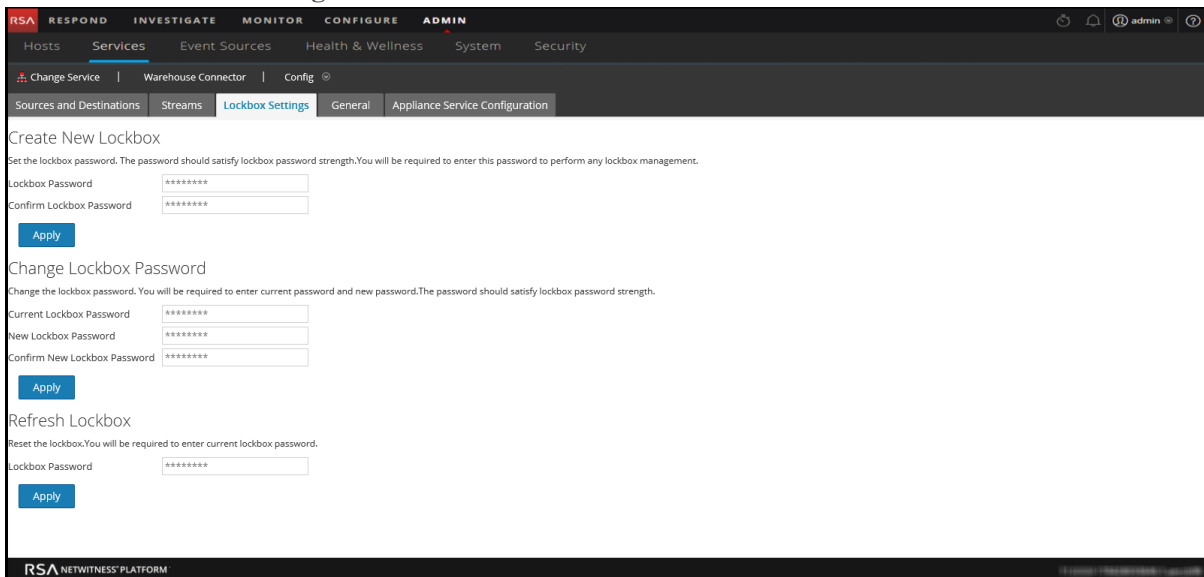 RSA RESPOND INVESTIGATE MONITOR CONFIGURE ADMIN admin
Hosts Services Event Sources Health & Wellness System Security
Change Service | Warehouse Connector | Config
Sources and Destinations Streams Lockbox Settings General Appliance Service Configuration
Create New Lockbox
Set the lockbox password. The password should satisfy lockbox password strength.You will be required to enter this password to perform any lockbox management.
Lockbox Password ********
Confirm Lockbox Password ********
Apply
Change Lockbox Password
Change the lockbox password. You will be required to enter current password and new password.The password should satisfy lockbox password strength.
Current Lockbox Password ********
New Lockbox Password ********
Confirm New Lockbox Password ********
Apply
Refresh Lockbox
Reset the lockbox.You will be required to enter current lockbox password.
Lockbox Password ********
Apply
RSA NETWITNESS PLATFORM